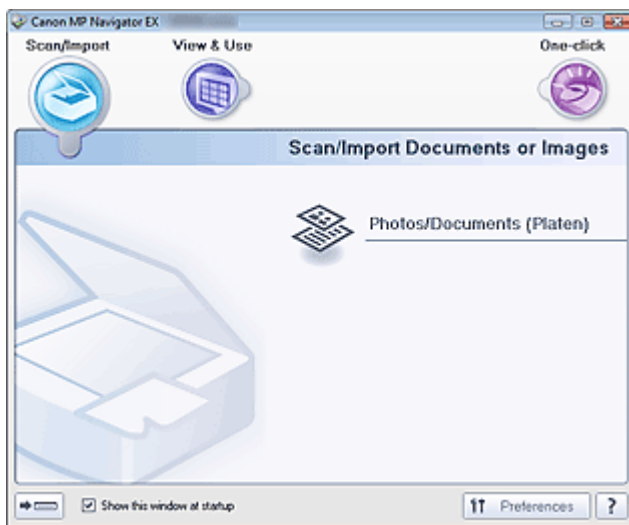 Canon MP Navigator EX
Scan/Import
View & Use
One-click
Scan/Import Documents or Images
Photos/Documents (Platen)
Show this window at startup
Preferences
?